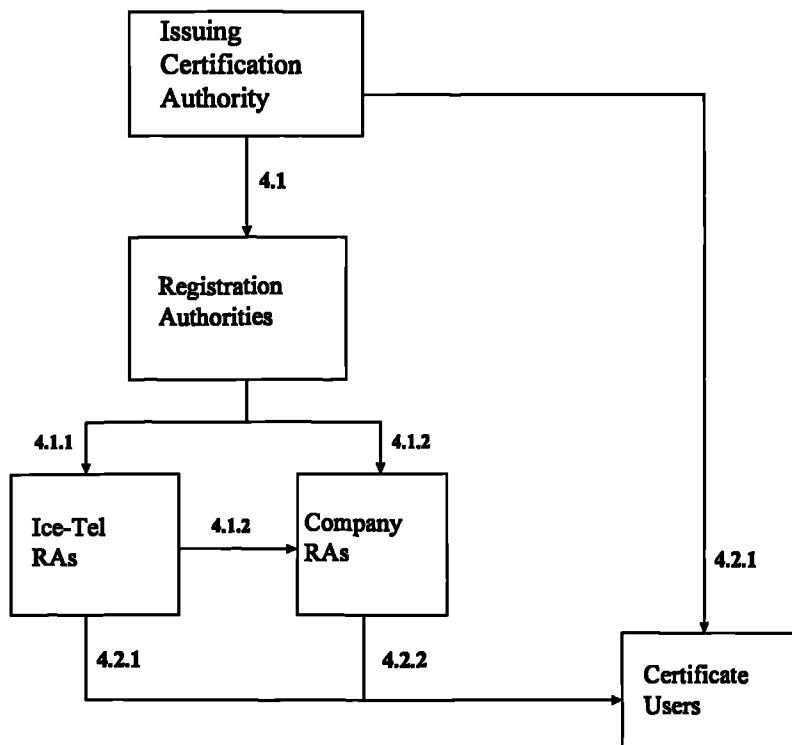 Issuing
Certification
Authority
4.1
Registration
Authorities
4.1.1
4.1.2
Ice-Tel
RAs
4.1.2
Company
RAs
4.2.1
4.2.1
4.2.2
Certificate
Users